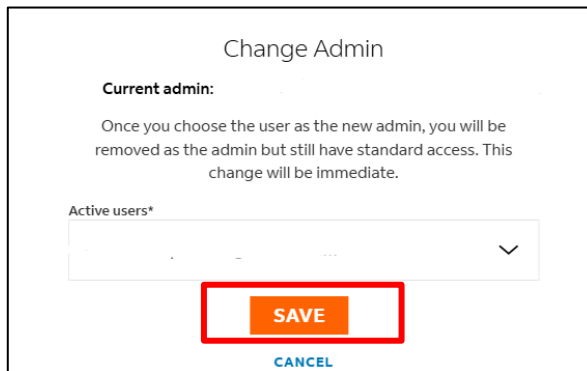 Change Admin
Current admin:
Once you choose the user as the new admin, you will be
removed as the admin but still have standard access. This
change will be immediate.
Active users*
SAVE
CANCEL